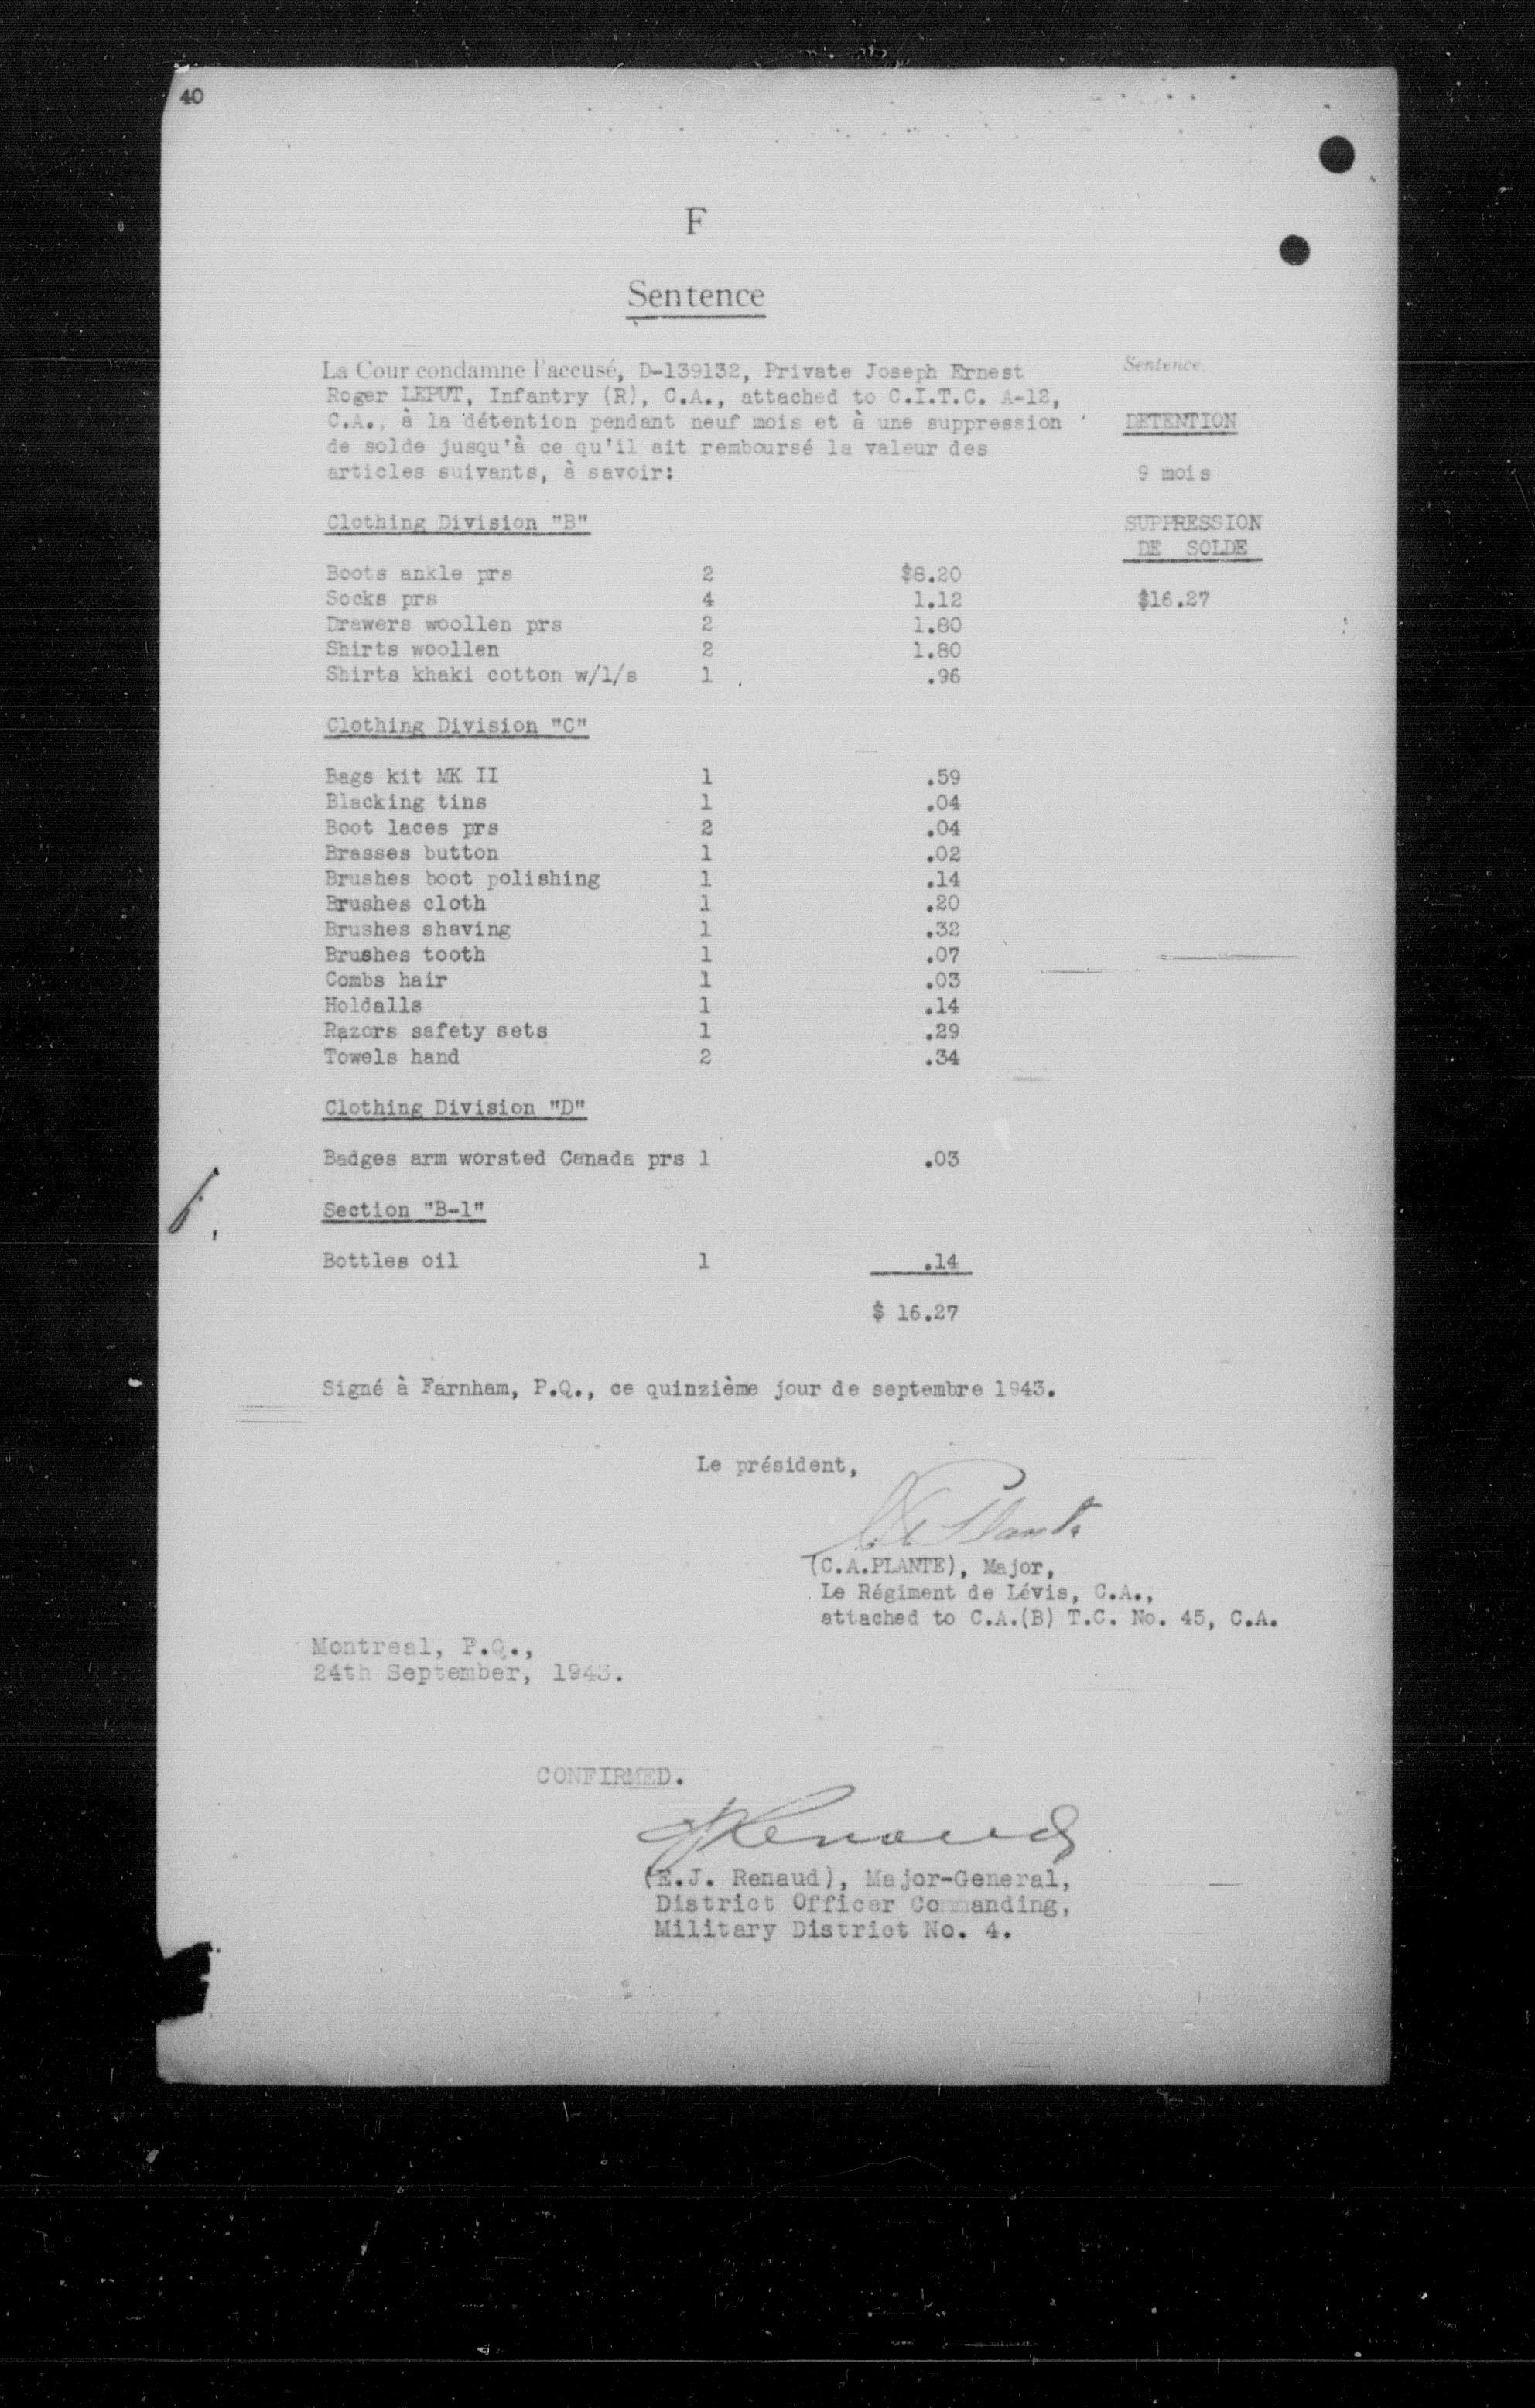 40
F
Sentence
La Cour condamne l'accusé, D-139132, Private Joseph Ernest
Roger LEPUT, Infantry (R), C.A., attached to C.I.T.C. A-12,
C.A., à la détention pendant neuf mois et à une suppression
de solde jusqu'à ce qu'il ait remboursé la valeur des
articles suivants, à savoir:
Sentence.
DETENTION
9 mois
SUPPRESSION
DE SOLDE
$16.27
Clothing Division "B"
Boots ankle prs 2 $8.20
Socks prs 4 1.12
Drawers woollen prs 2 1.80
Shirts woollen 2 1.80
Shirts khaki cotton w/l/s 1 .96
Clothing Division "C"
Bags kit MK II 1 .59
Blacking tins 1 .04
Boot laces prs 2 .04
Brasses button 1 .02
Brushes boot polishing 1 .14
Brushes cloth 1 .20
Brushes shaving 1 .32
Brushes tooth 1 .07
Combs hair 1 .03
Holdalls 1 .14
Razors safety sets 1 .29
Towels hand 2 .34
Clothing Division "D"
Badges arm worsted Canada prs 1 .03
Section "B-1"
Bottles oil 1 .14
$ 16.27
Signé à Farnham, P.Q., ce quinzième jour de septembre 1943.
Le président,
C A Plante
(C.A.PLANTE), Major,
Le Régiment de Lévis, C.A.,
attached to C.A.(B) T.C. No. 45, C.A.
Montreal, P.Q.,
24th September, 1943.
CONFIRMED.
EJRenaud
(E.J. Renaud), Major-General,
District Officer Commanding,
Military District No. 4.